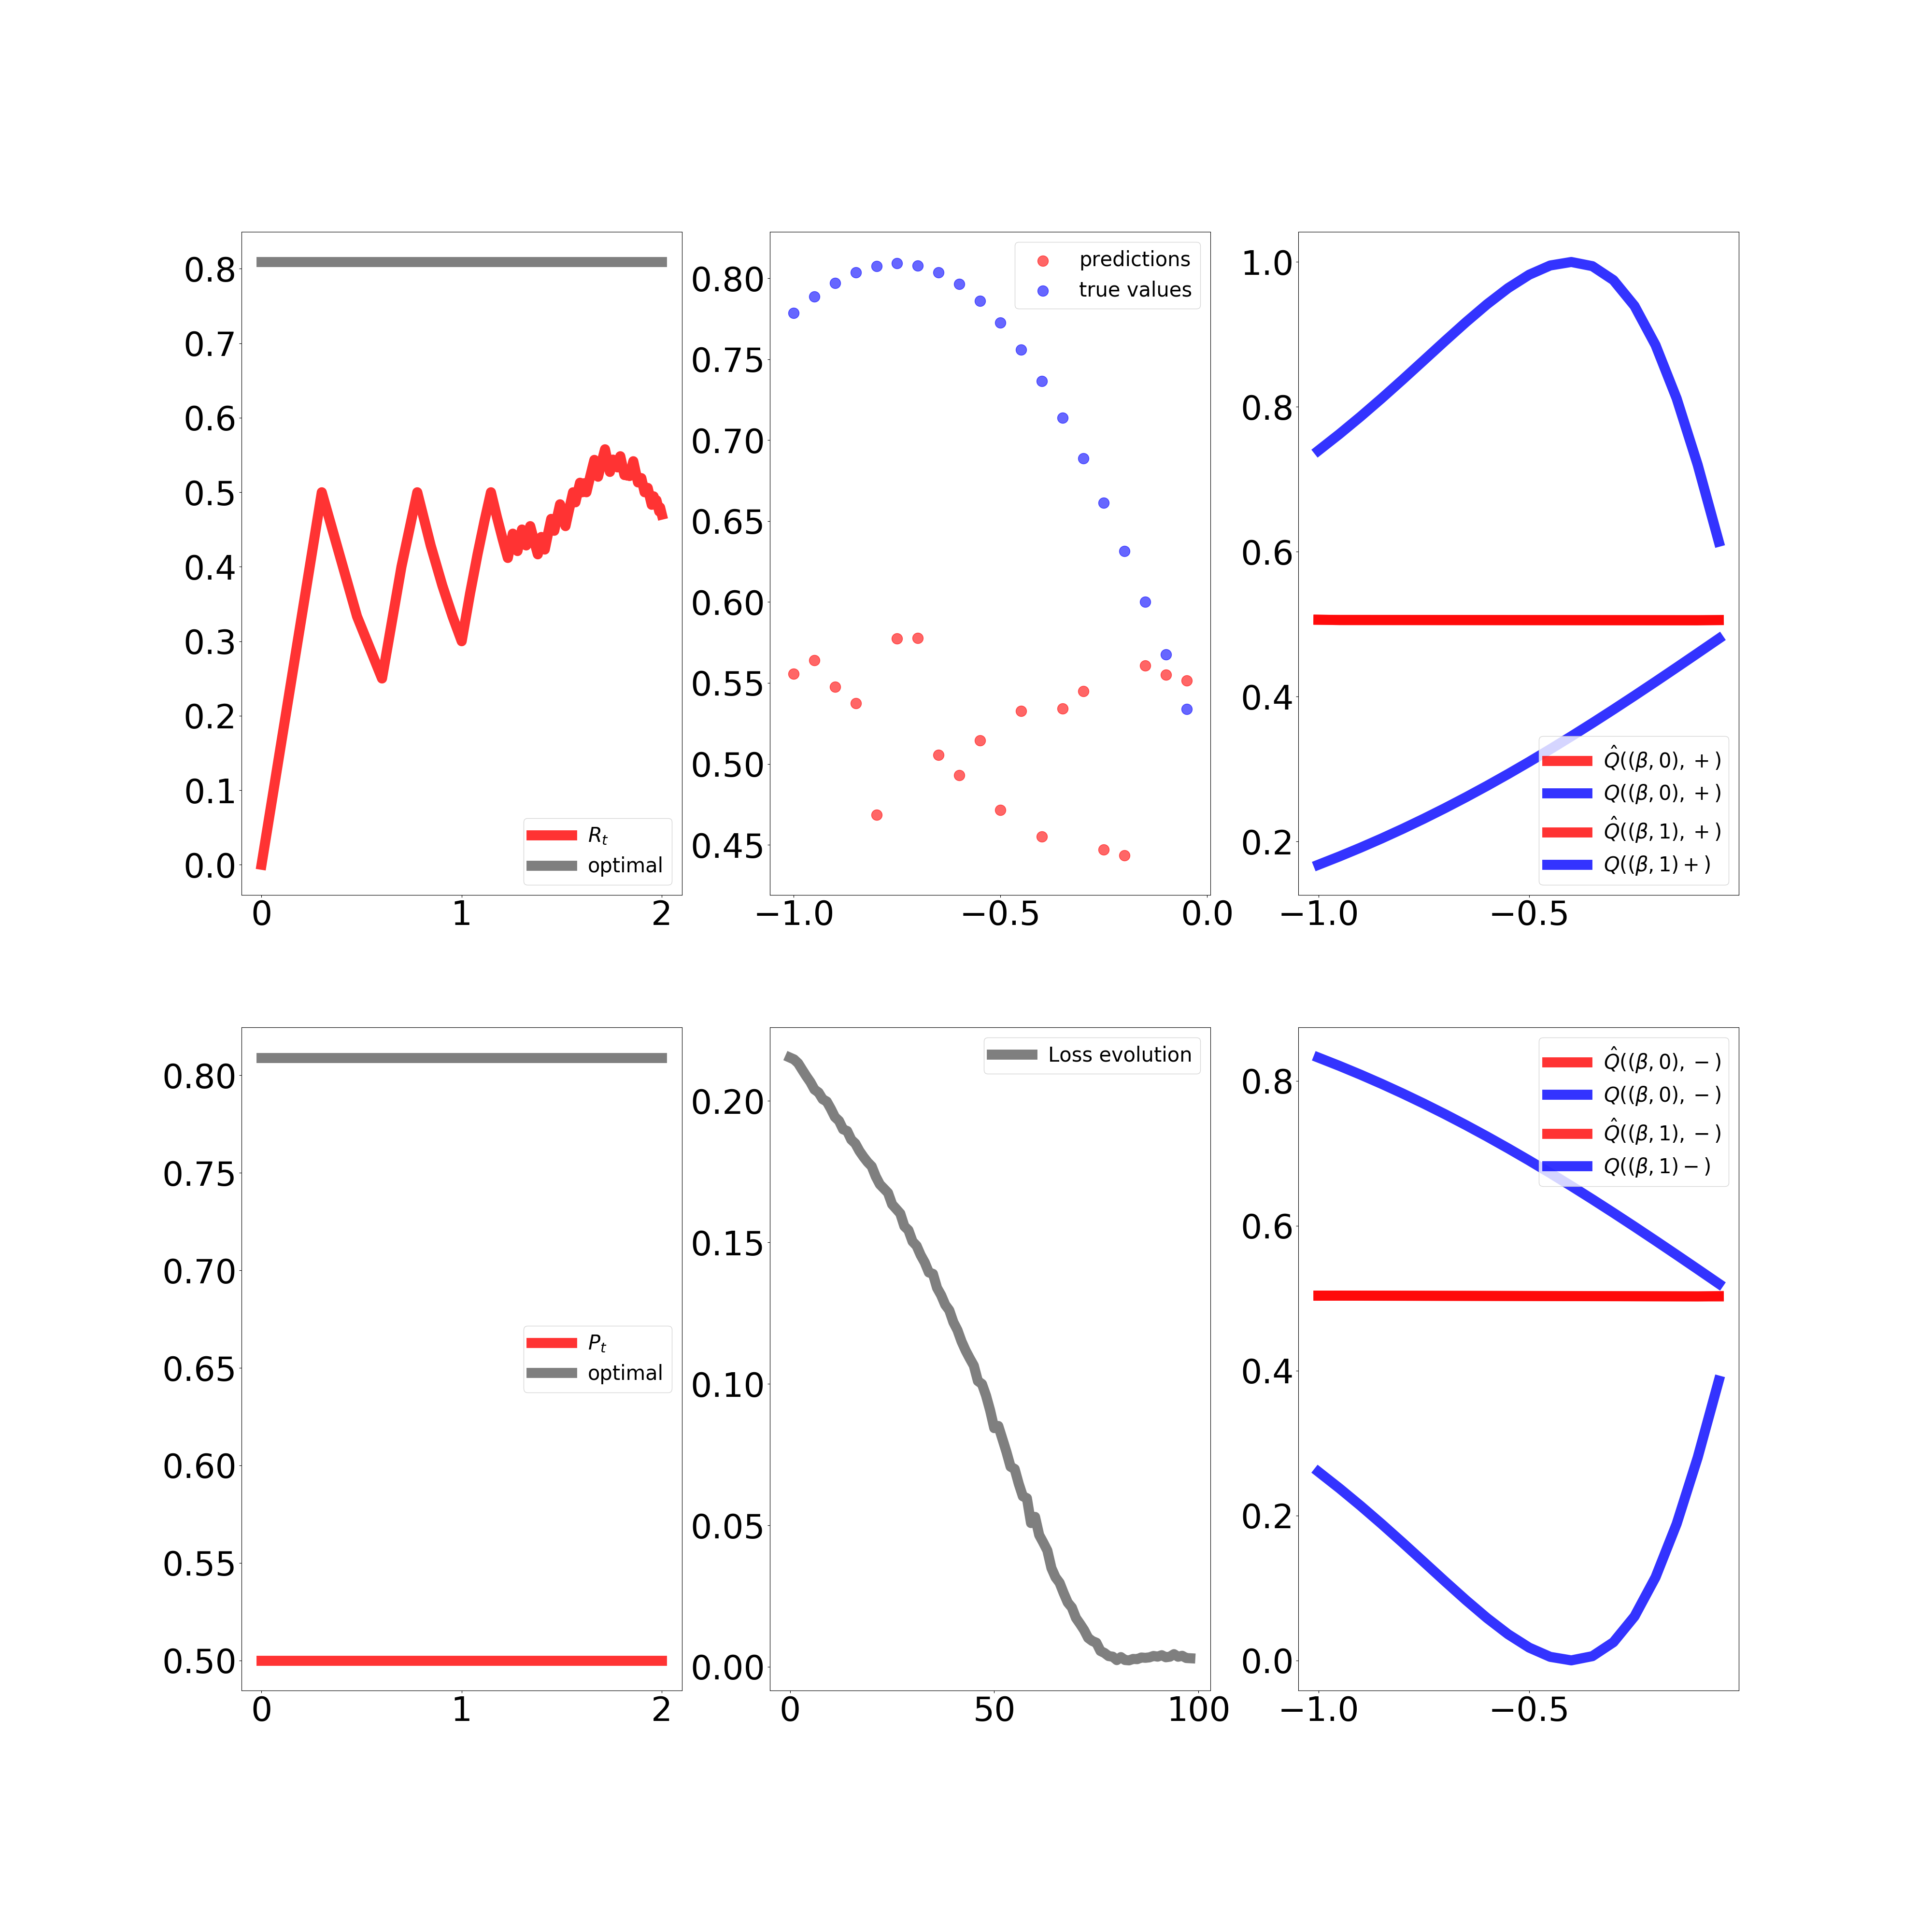 0.8
0.7
0.6
0.5
0.4
0.3
0.2
0.1
0.0
0 1 2
R_t
optimal
0.80
0.75
0.70
0.65
0.60
0.55
0.50
0.45
−1.0 −0.5 0.0
predictions
true values
1.0
0.8
0.6
0.4
0.2
−1.0 −0.5
Q̂((β, 0), +)
Q((β, 0), +)
Q̂((β, 1), +)
Q((β, 1)+)
0.80
0.75
0.70
0.65
0.60
0.55
0.50
0 1 2
P_t
optimal
0.20
0.15
0.10
0.05
0.00
0 50 100
Loss evolution
0.8
0.6
0.4
0.2
0.0
−1.0 −0.5
Q̂((β, 0), −)
Q((β, 0), −)
Q̂((β, 1), −)
Q((β, 1)−)